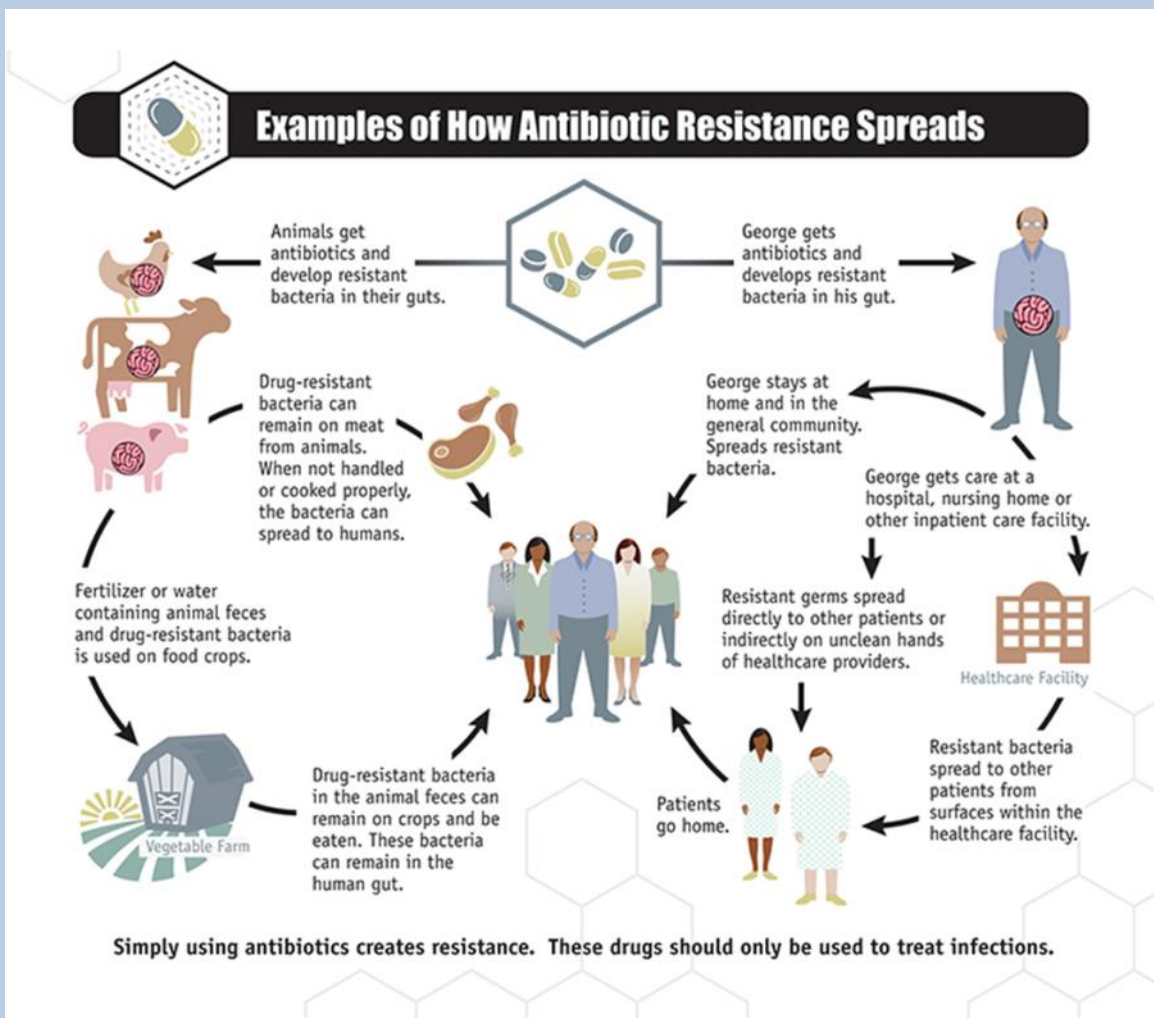 Examples of How Antibiotic Resistance Spreads
Animals get
antibiotics and
develop resistant
bacteria in their guts.
George gets
antibiotics and
develops resistant
bacteria in his gut.
Drug-resistant
bacteria can
remain on meat
from animals.
When not handled
or cooked properly,
the bacteria can
spread to humans.
George stays at
home and in the
general community.
Spreads resistant
bacteria.
George gets care at a
hospital, nursing home or
other inpatient care facility.
Fertilizer or water
containing animal feces
and drug-resistant bacteria
is used on food crops.
Resistant germs spread
directly to other patients or
indirectly on unclean hands
of healthcare providers.
Healthcare Facility
Vegetable Farm
Drug-resistant bacteria
in the animal feces can
remain on crops and be
eaten. These bacteria
can remain in the
human gut.
Patients
go home.
Resistant bacteria
spread to other
patients from
surfaces within the
healthcare facility.
Simply using antibiotics creates resistance. These drugs should only be used to treat infections.